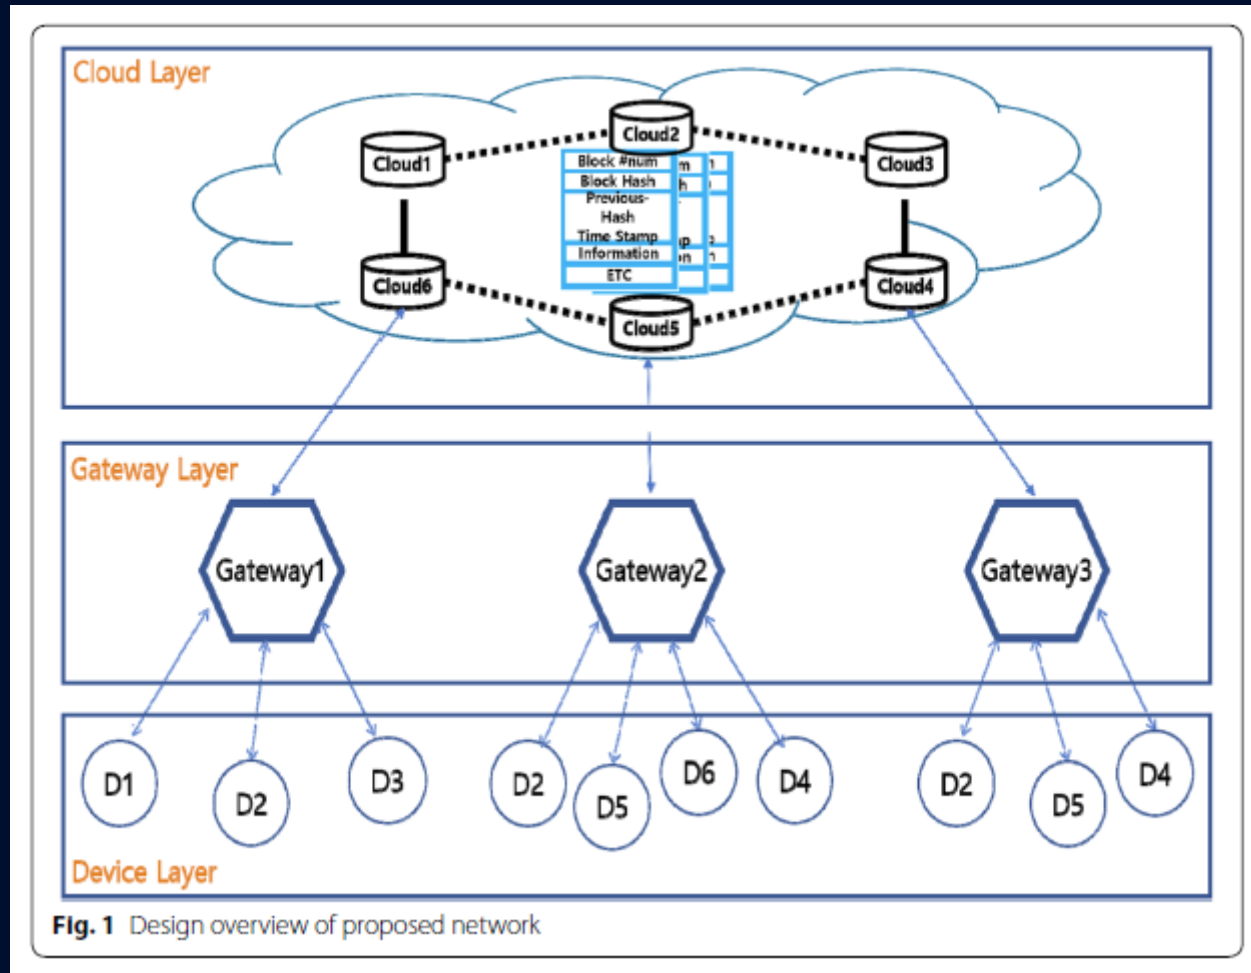 Cloud Layer
Cloud2
Cloud1
Cloud3
Block #num
m
Block Hash
h
Previous-
Hash
Time Stamp
Information
on
ETC
Cloud6
Cloud4
Cloud5
Gateway Layer
Gateway1
Gateway2
Gateway3
D1
D2
D3
D2
D5
D6
D4
D2
D5
D4
Device Layer
Fig. 1 Design overview of proposed network